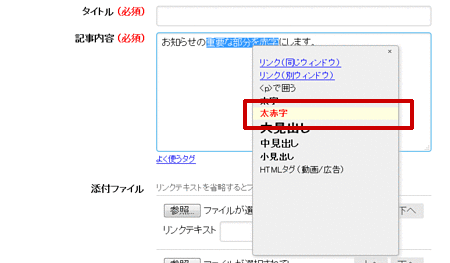 タイトル (必須)
記事内容 (必須)
お知らせの重要な部分を赤字にします。
×
リンク(同じウィンドウ)
リンク(別ウィンドウ)
<p>で囲う
太字
太赤字
大見出し
中見出し
小見出し
HTMLタグ(動画/広告)
よく使うタグ
添付ファイル
リンクテキストを省略すると
参照...
ファイルが選
下へ
リンクテキスト
参照